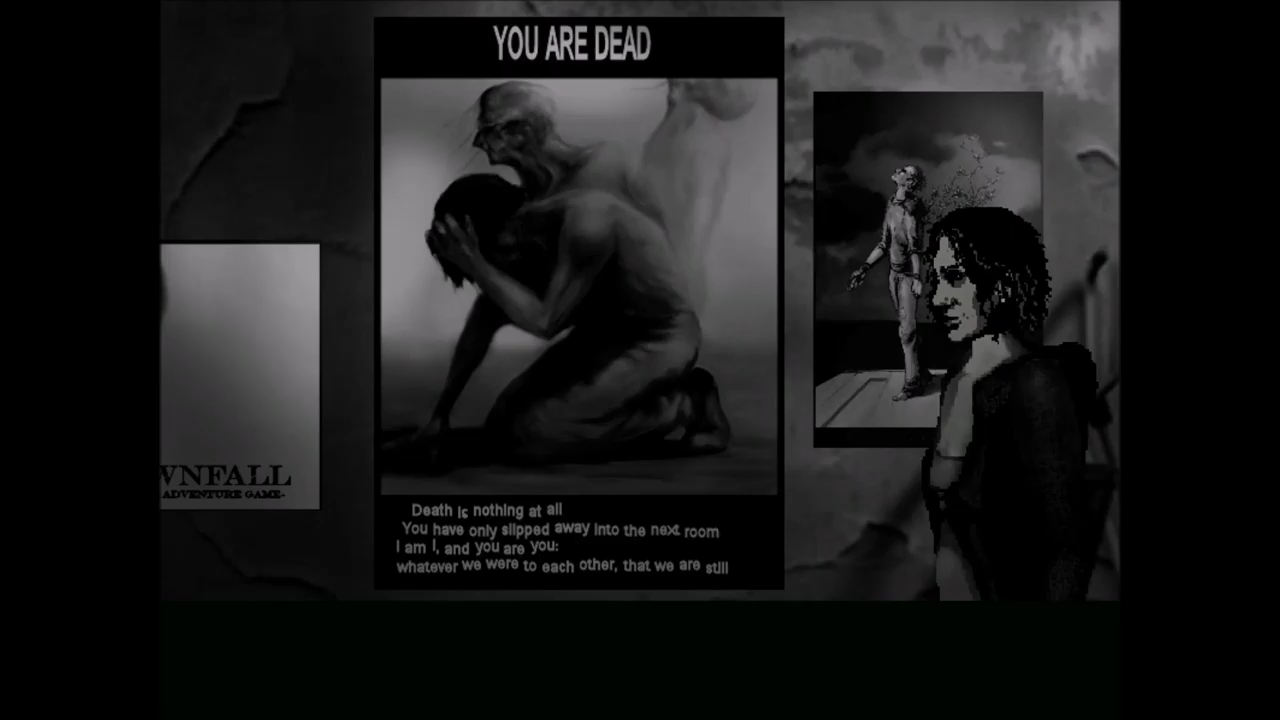 YOU ARE DEAD
WNFALL
ADVENTURE GAME-
Death is nothing at all
You have only slipped away into the next room
I am I, and you are you:
whatever we were to each other, that we are still